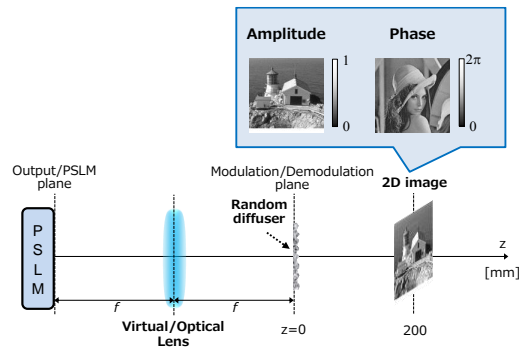 Amplitude
Phase
1
0
2π
0
Output/PSLM
plane
Modulation/Demodulation
plane
2D image
Random
diffuser
P
S
L
M
z
[mm]
f
f
Virtual/Optical
Lens
z=0
200